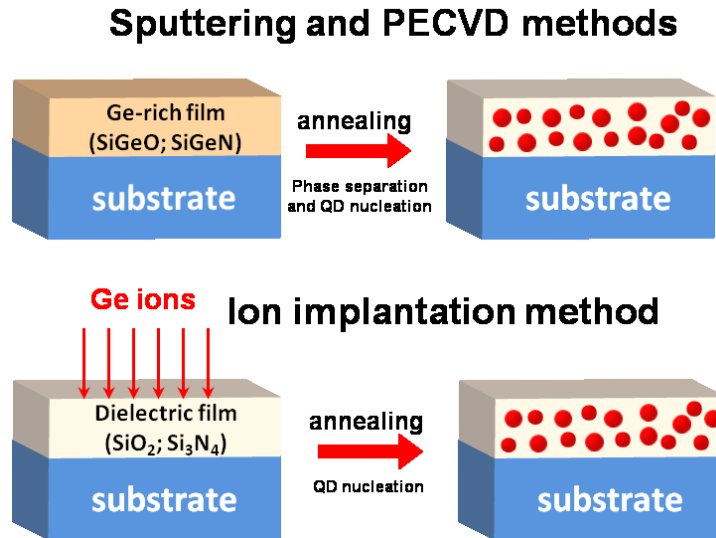 Sputtering and PECVD methods
Ge-rich film
(SiGeO; SiGeN)
substrate
annealing
Phase separation
and QD nucleation
substrate
Ge ions
Ion implantation method
Dielectric film
(SiO₂; Si₃N₄)
substrate
annealing
QD nucleation
substrate